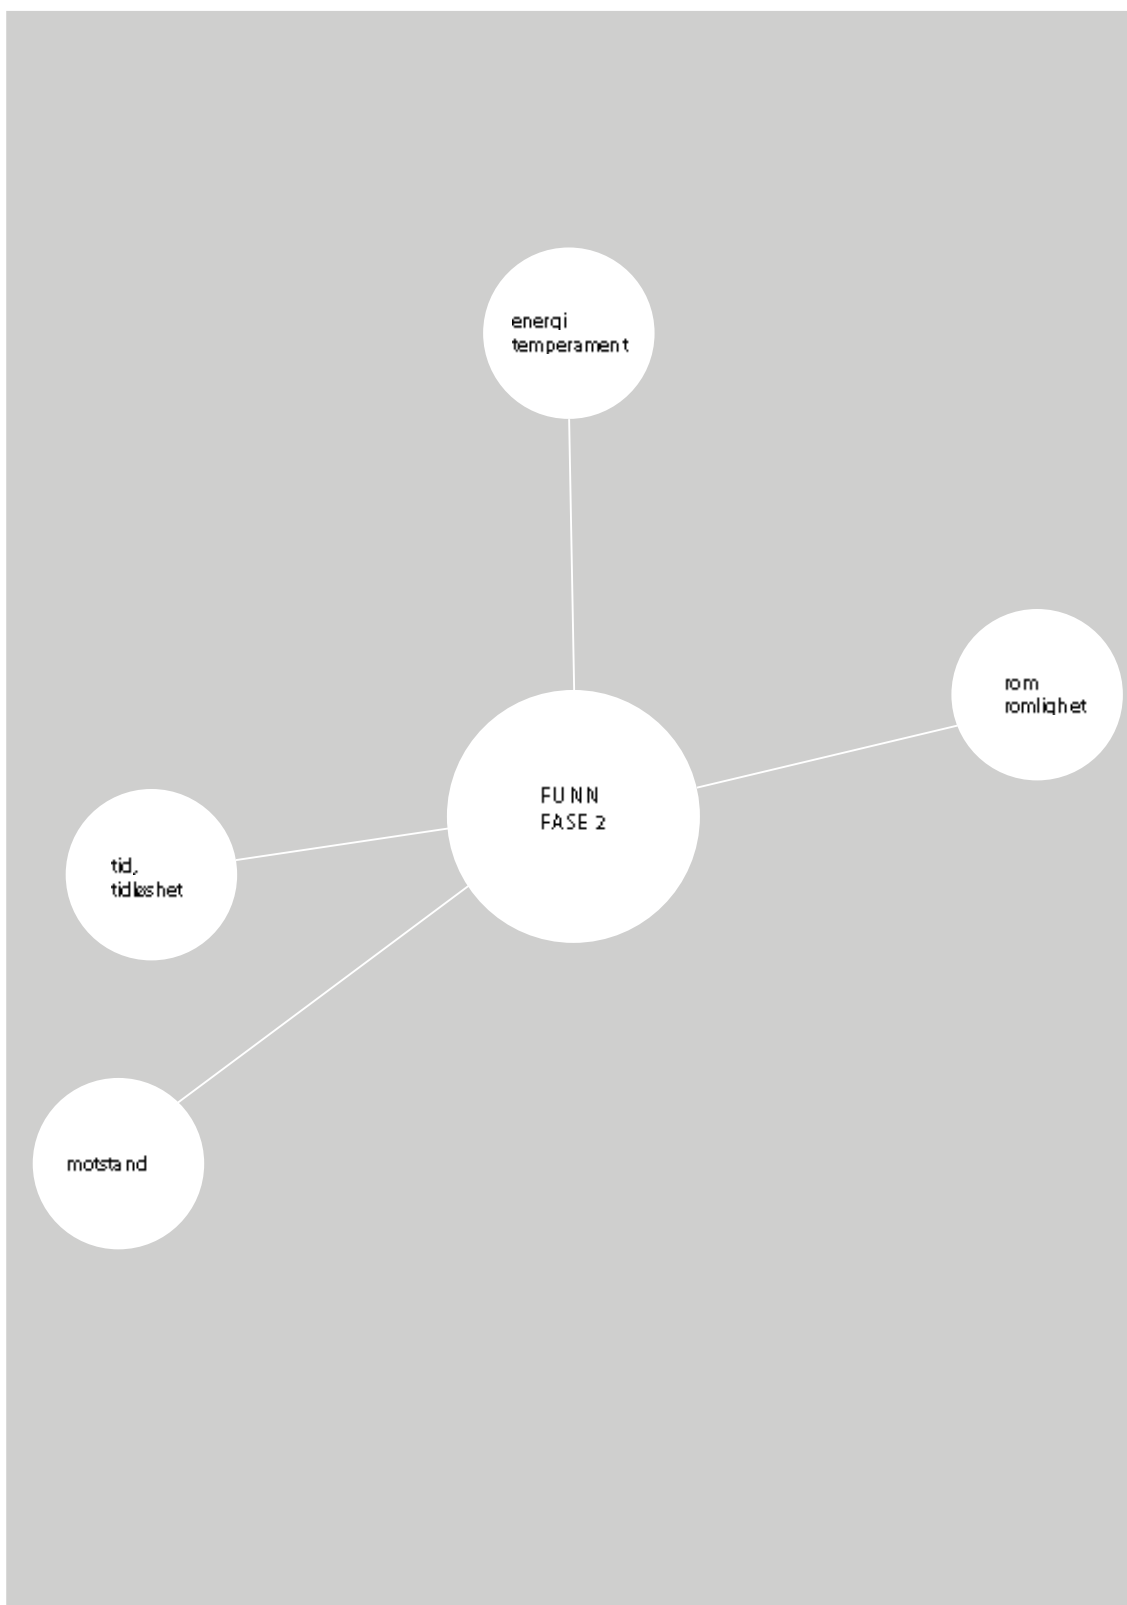 energi
temperament
rom
romlighet
FUNN
FASE 2
tid,
tidløshet
motstand